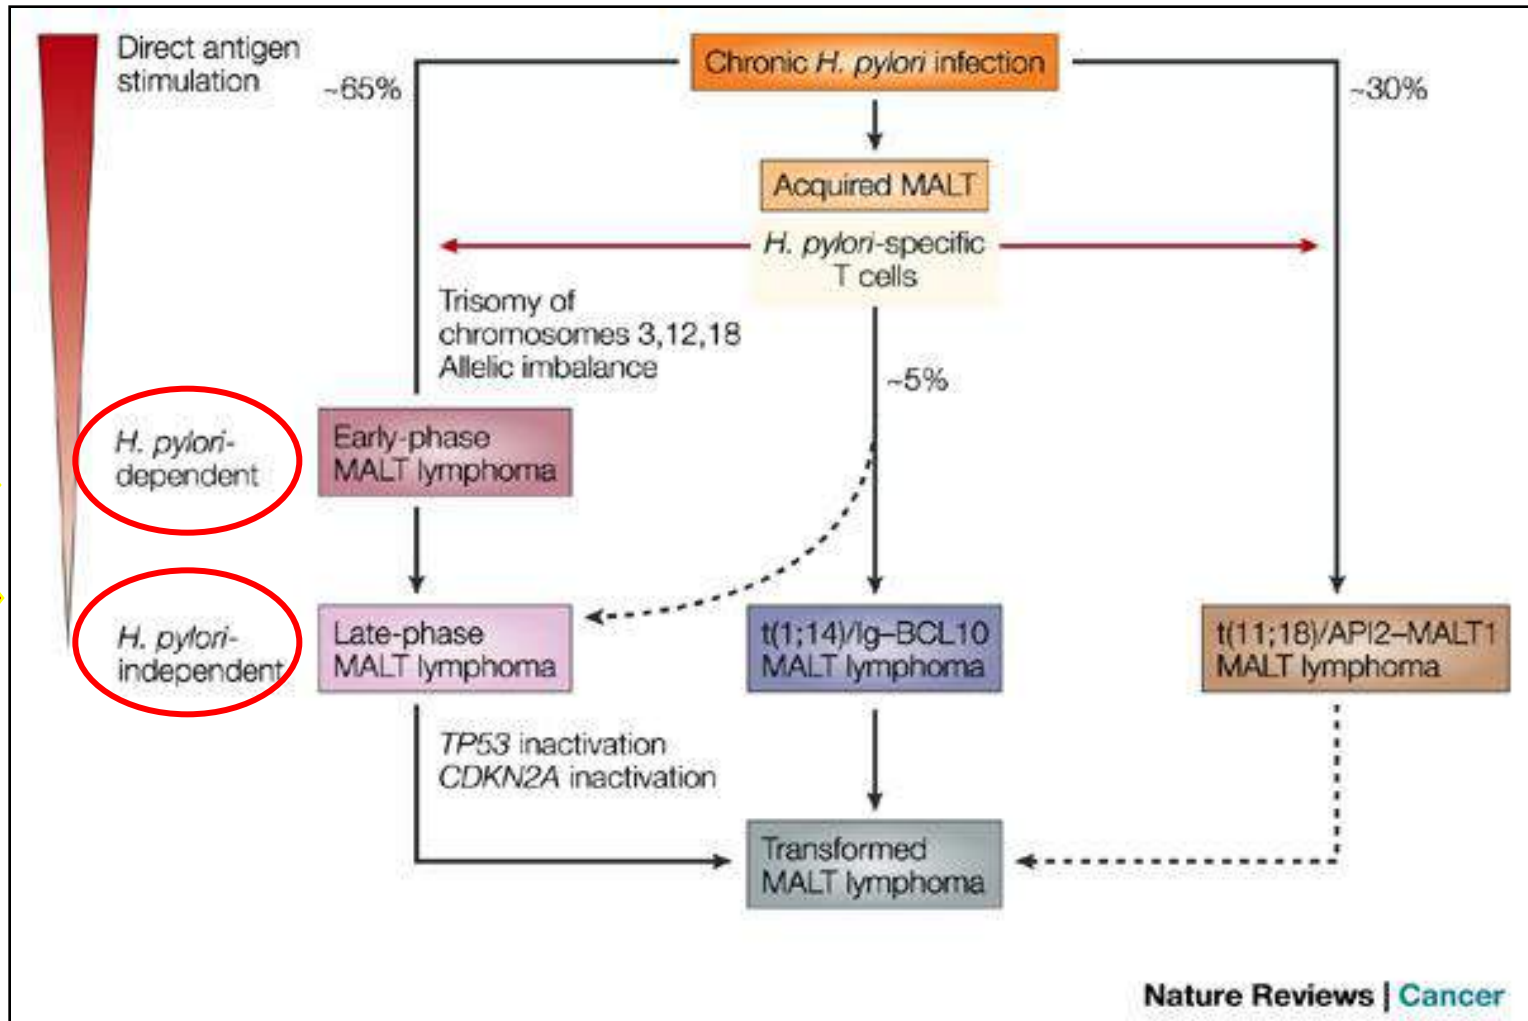 Direct antigen
stimulation
~65%
Chronic H. pylori infection
~30%
Acquired MALT
H. pylori-specific
T cells
Trisomy of
chromosomes 3,12,18
Allelic imbalance
~5%
H. pylori-
dependent
Early-phase
MALT lymphoma
H. pylori-
independent
Late-phase
MALT lymphoma
t(1;14)/Ig–BCL10
MALT lymphoma
t(11;18)/API2–MALT1
MALT lymphoma
TP53 inactivation
CDKN2A inactivation
Transformed
MALT lymphoma
Nature Reviews | Cancer